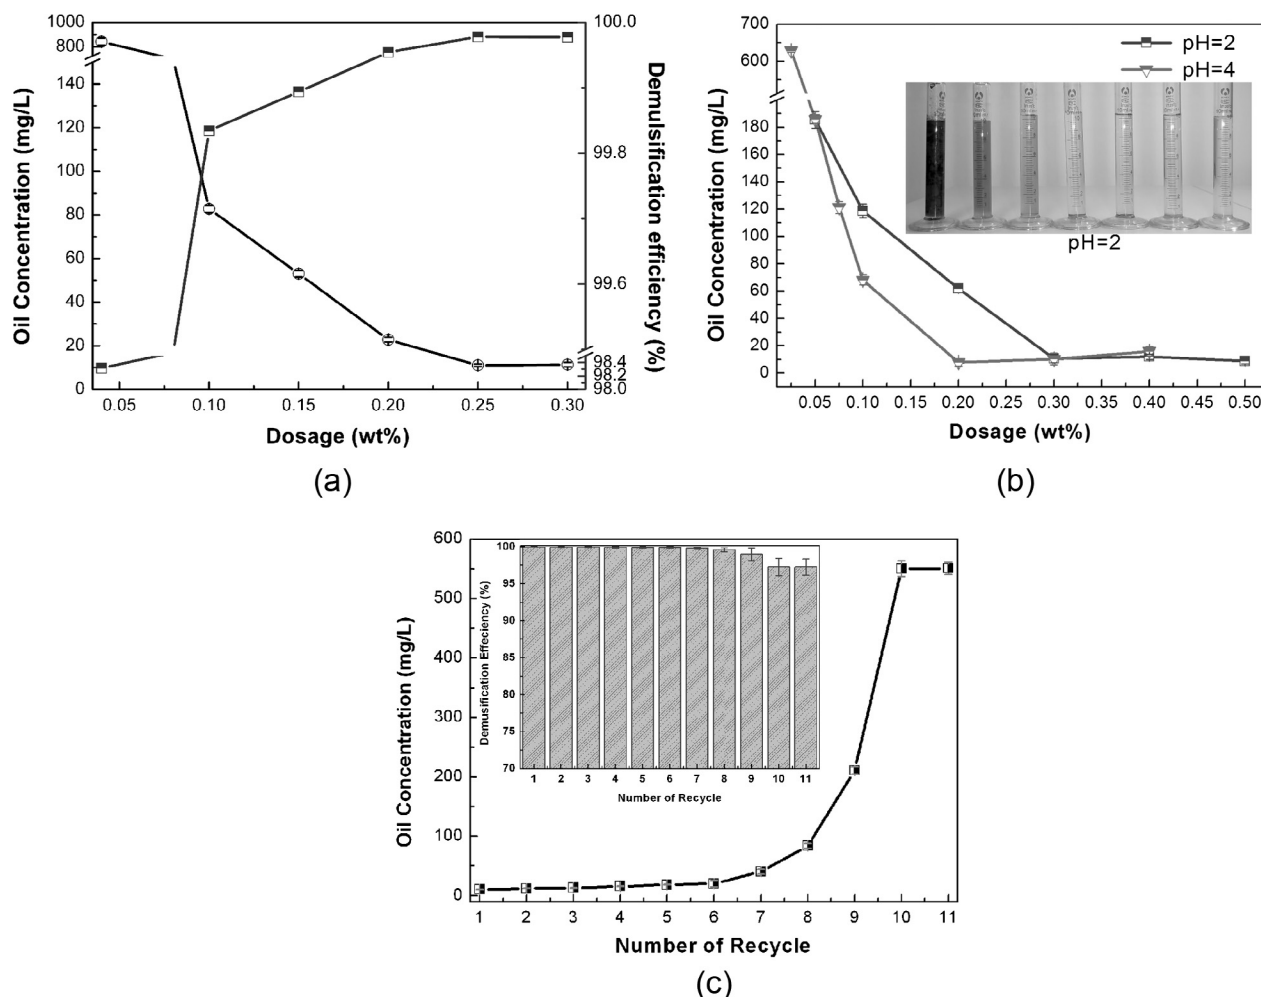 1000
800
140
120
100
80
60
40
20
0
Oil Concentration (mg/L)
100.0
99.8
99.6
98.4
98.2
98.0
Demulsification efficiency (%)
0.05 0.10 0.15 0.20 0.25 0.30
Dosage (wt%)
(a)
700
600
180
160
140
120
100
80
60
40
20
0
Oil Concentration (mg/L)
pH=2
pH=4
pH=2
0.05 0.10 0.15 0.20 0.25 0.30 0.35 0.40 0.45 0.50
Dosage (wt%)
(b)
600
500
400
300
200
100
0
Oil Concentration (mg/L)
100
95
90
85
80
75
70
Demusification Effeciency (%)
1 2 3 4 5 6 7 8 9 10 11
Number of Recycle
1 2 3 4 5 6 7 8 9 10 11
Number of Recycle
(c)